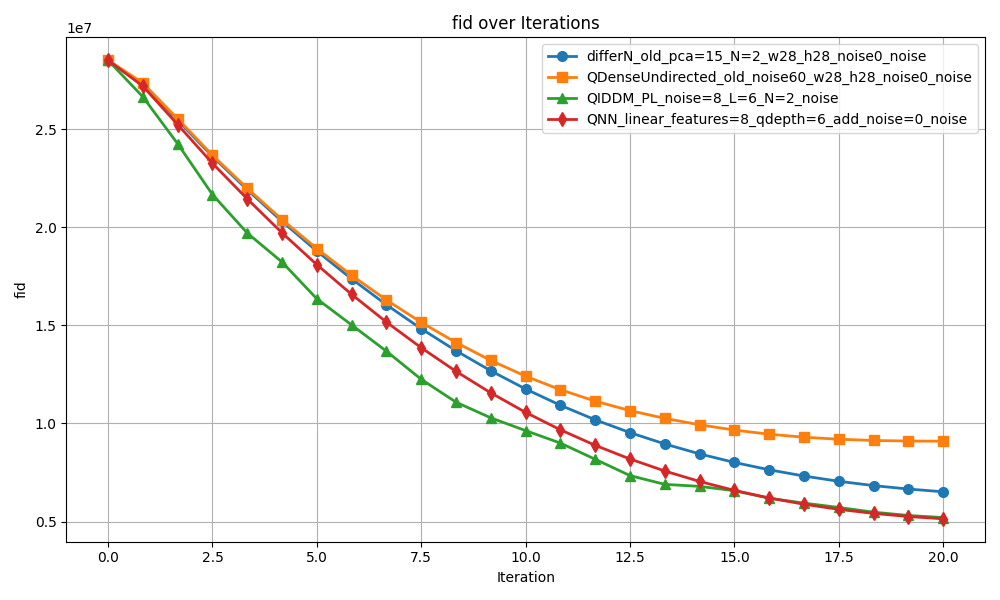 fid over Iterations
1e7
differN_old_pca=15_N=2_w28_h28_noise0_noise
QDenseUndirected_old_noise60_w28_h28_noise0_noise
QIDDM_PL_noise=8_L=6_N=2_noise
QNN_linear_features=8_qdepth=6_add_noise=0_noise
2.5
2.0
1.5
1.0
0.5
fid
0.0 2.5 5.0 7.5 10.0 12.5 15.0 17.5 20.0
Iteration